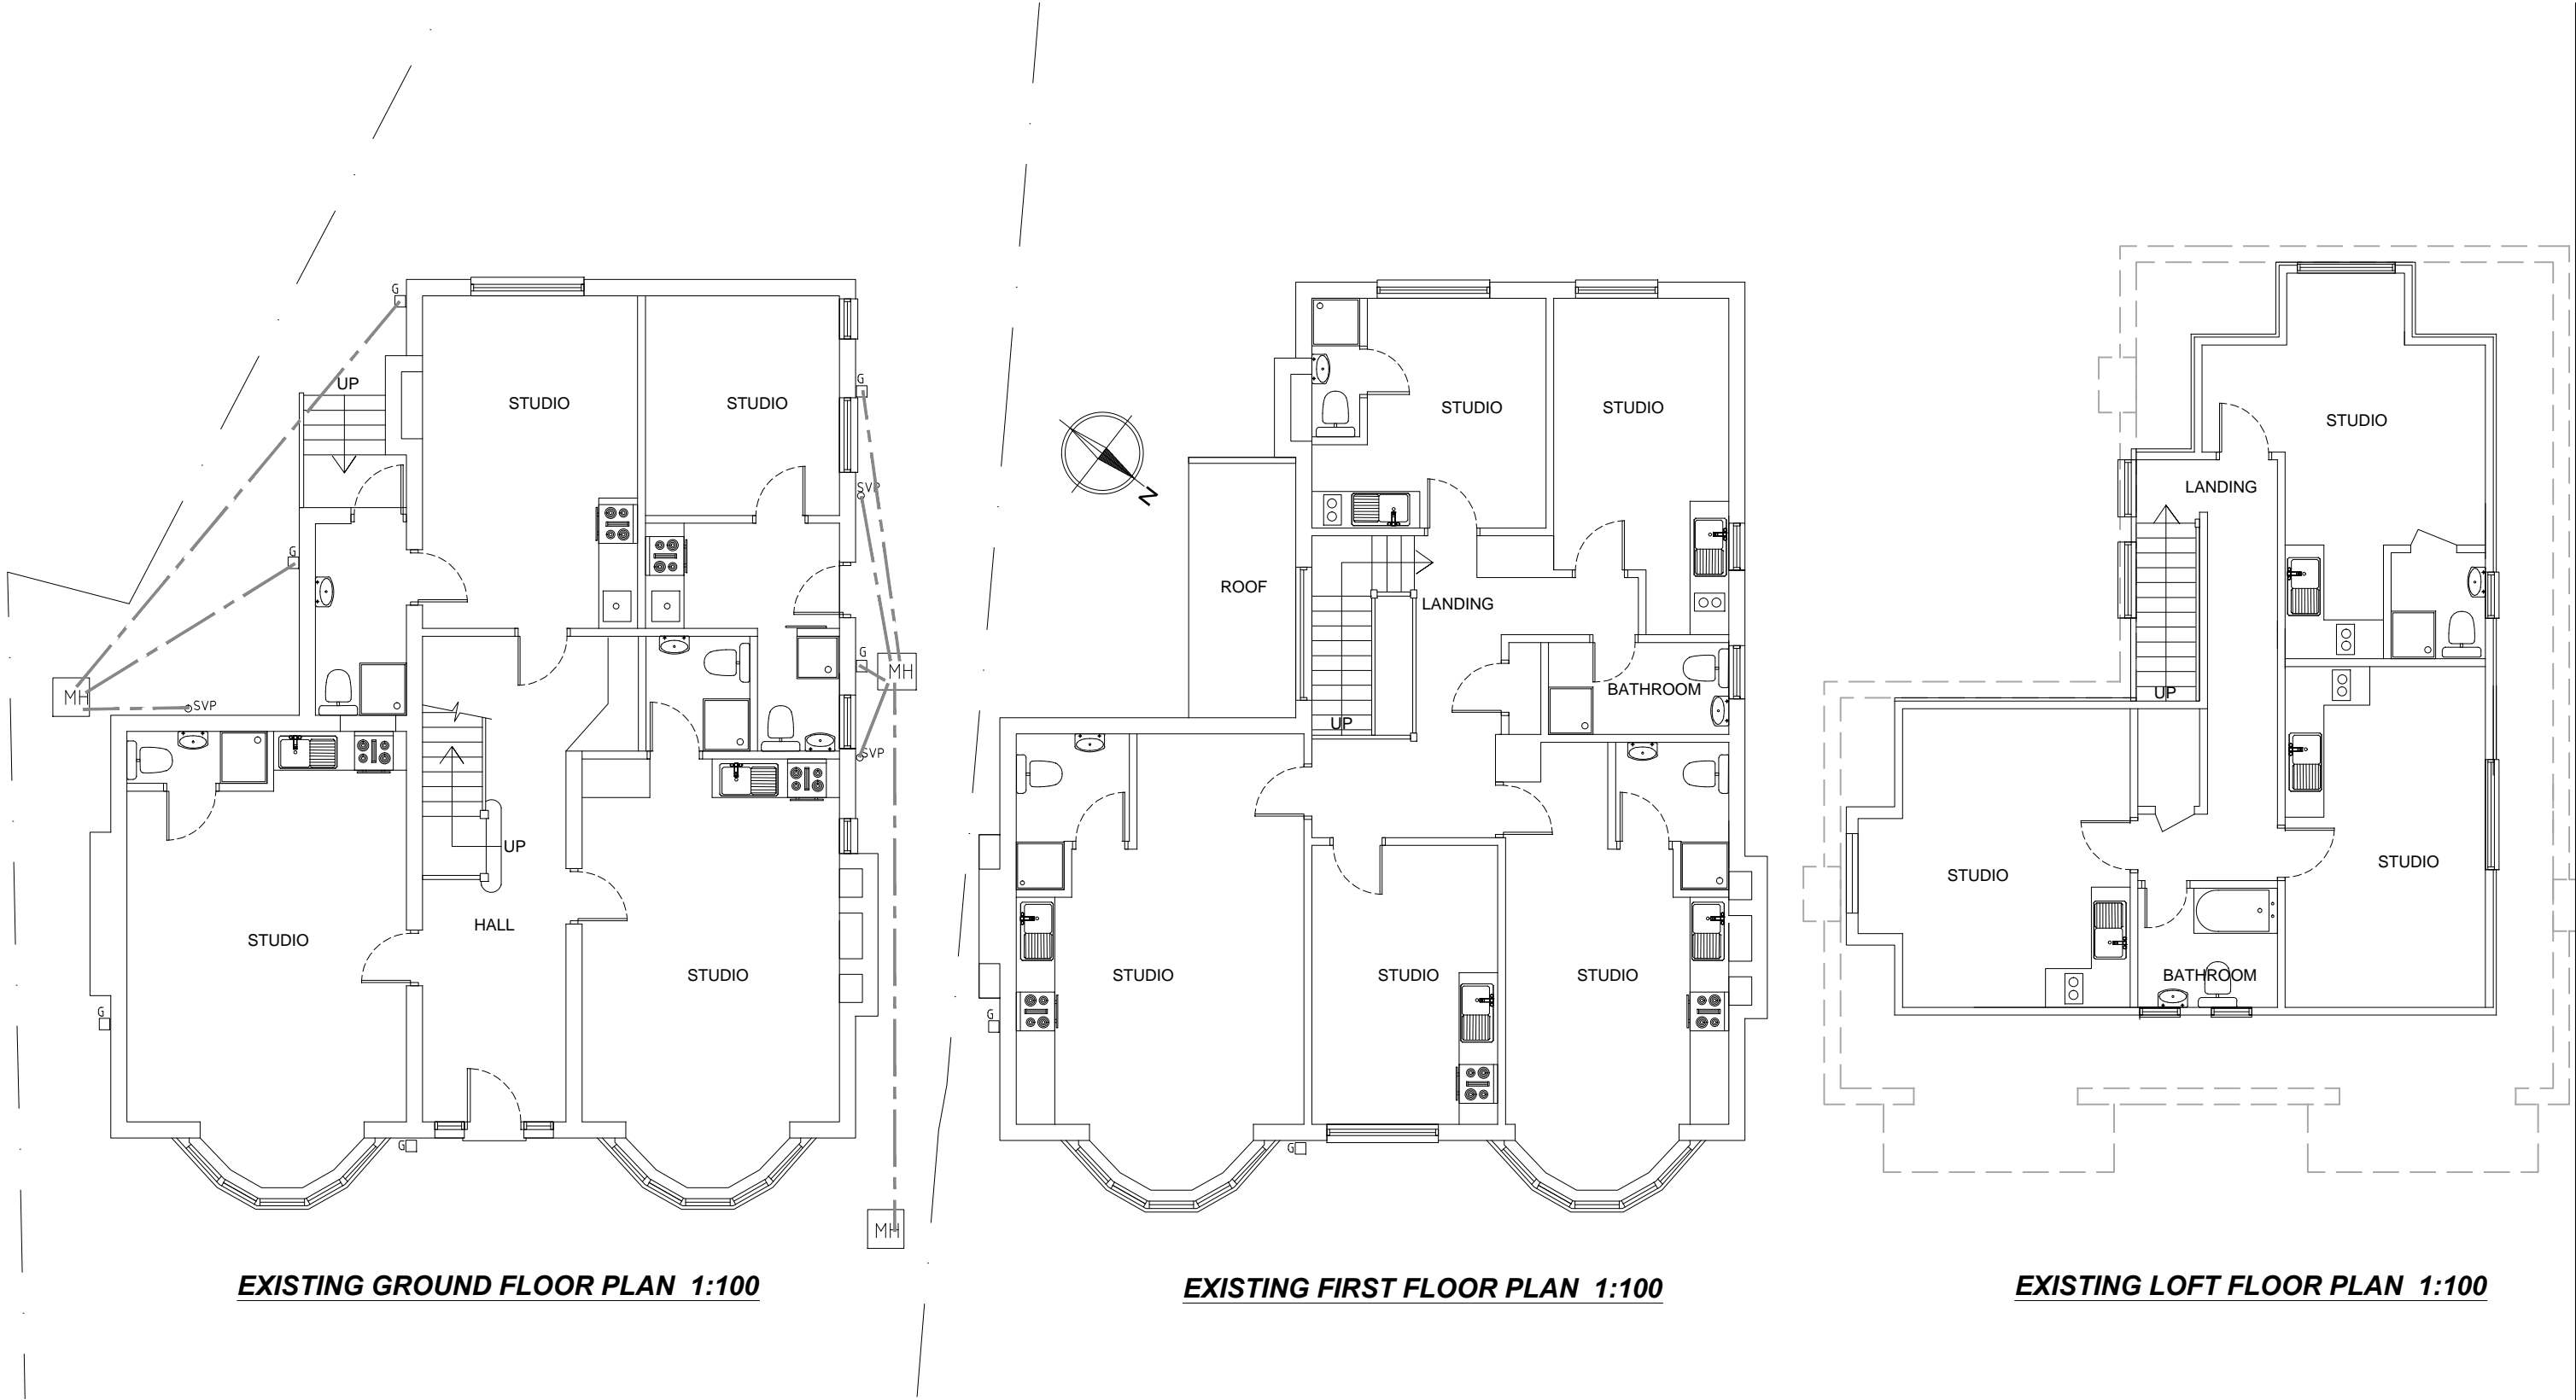 G
UP
STUDIO
STUDIO
G
SVP
G
G
MH
MH
SVP
SVP
UP
HALL
STUDIO
STUDIO
G
G
MH
EXISTING GROUND FLOOR PLAN 1:100
N
STUDIO
STUDIO
ROOF
LANDING
BATHROOM
UP
STUDIO
STUDIO
STUDIO
G
G
EXISTING FIRST FLOOR PLAN 1:100
STUDIO
LANDING
UP
STUDIO
STUDIO
BATHROOM
EXISTING LOFT FLOOR PLAN 1:100